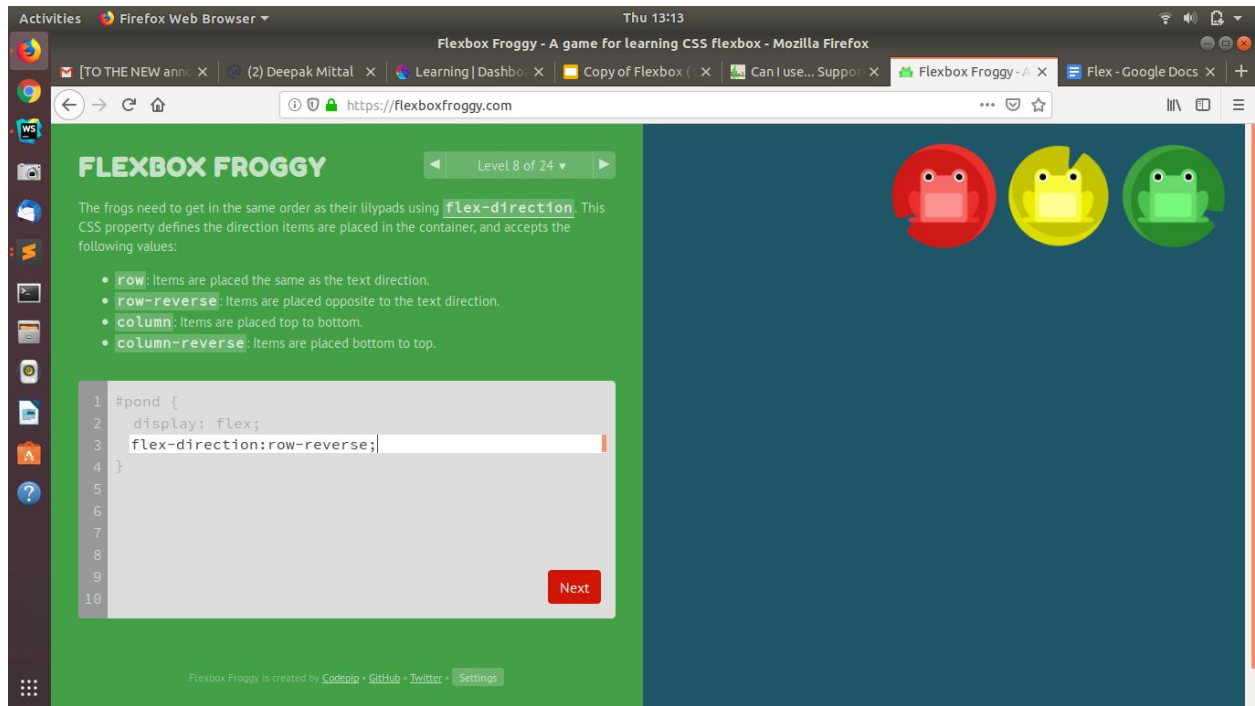 Activities Firefox Web Browser ▾ Thu 13:13
Flexbox Froggy - A game for learning CSS flexbox - Mozilla Firefox
[TO THE NEW anno × (2) Deepak Mittal × Learning | Dashbo × Copy of Flexbox ( × Can I use... Suppor × Flexbox Froggy - A × Flex - Google Docs × +
https://flexboxfroggy.com
FLEXBOX FROGGY
◀ Level 8 of 24 ▾ ▶
The frogs need to get in the same order as their lilypads using flex-direction. This
CSS property defines the direction items are placed in the container, and accepts the
following values:
• row: Items are placed the same as the text direction.
• row-reverse: Items are placed opposite to the text direction.
• column: Items are placed top to bottom.
• column-reverse: Items are placed bottom to top.
1 #pond {
2 display: flex;
3 flex-direction:row-reverse;
4 }
5
6
7
8
9
10
Next
Flexbox Froggy is created by Codepip • GitHub • Twitter • Settings
WS